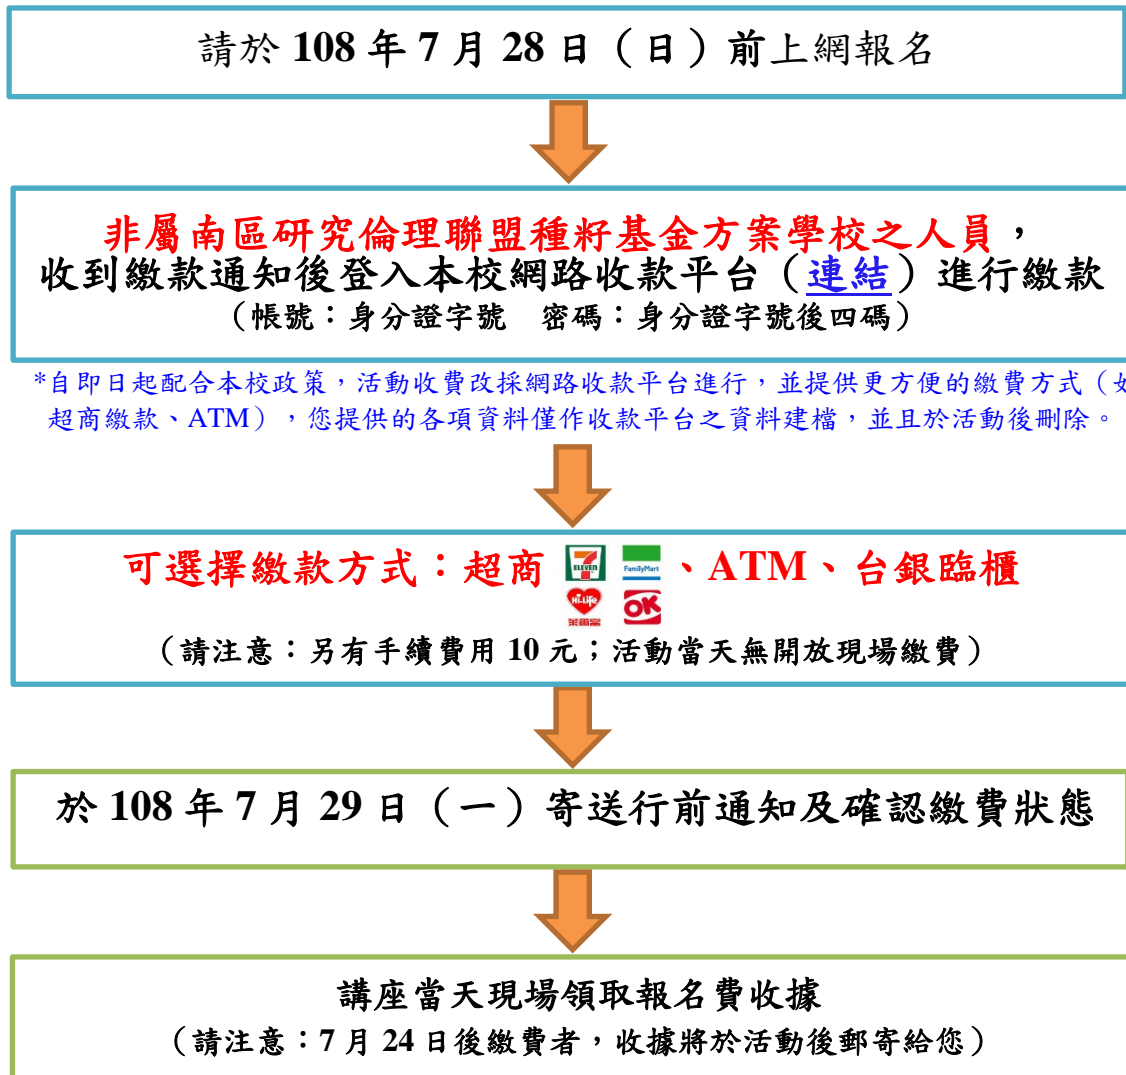 請於 108 年 7 月 28 日（日）前上網報名
非屬南區研究倫理聯盟種籽基金方案學校之人員，
收到繳款通知後登入本校網路收款平台（連結）進行繳款
（帳號：身分證字號　密碼：身分證字號後四碼）
*自即日起配合本校政策，活動收費改採網路收款平台進行，並提供更方便的繳費方式（
超商繳款、ATM），您提供的各項資料僅作收款平台之資料建檔，並且於活動後刪除。
可選擇繳款方式：超商 7 ELEVEN FamilyMart、ATM、台銀臨櫃
Hi-Life 萊爾富 OK
（請注意：另有手續費用 10 元；活動當天無開放現場繳費）
於 108 年 7 月 29 日（一）寄送行前通知及確認繳費狀態
講座當天現場領取報名費收據
（請注意：7 月 24 日後繳費者，收據將於活動後郵寄給您）